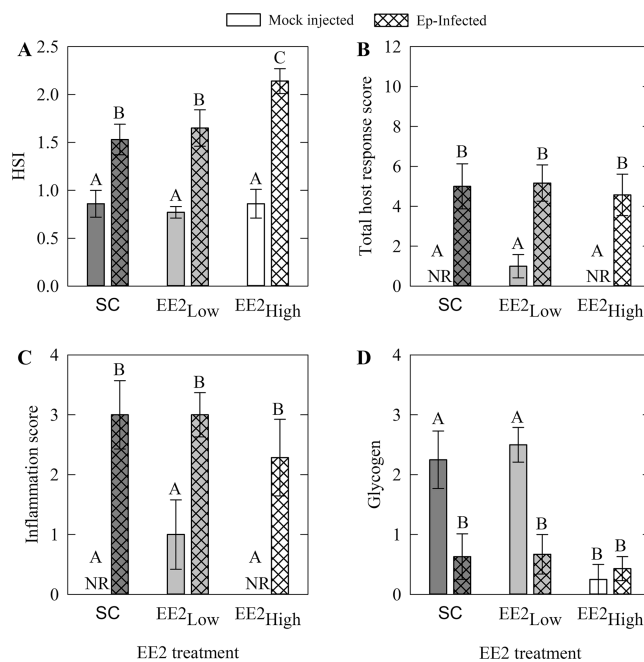 Mock injected Ep-Infected
A
HSI
2.5
2.0
1.5
1.0
0.5
0.0
A B A B A C
SC EE2Low EE2High
B
Total host response score
12
10
8
6
4
2
0
A NR B A B A NR B
SC EE2Low EE2High
C
Inflammation score
4
3
2
1
0
A NR B A B A NR B
SC EE2Low EE2High
EE2 treatment
D
Glycogen
4
3
2
1
0
A B A B B B
SC EE2Low EE2High
EE2 treatment